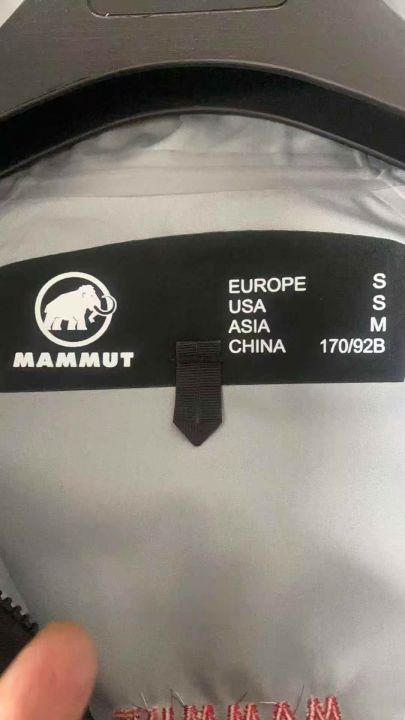 MAMMUT
EUROPE S
USA S
ASIA M
CHINA 170/92B